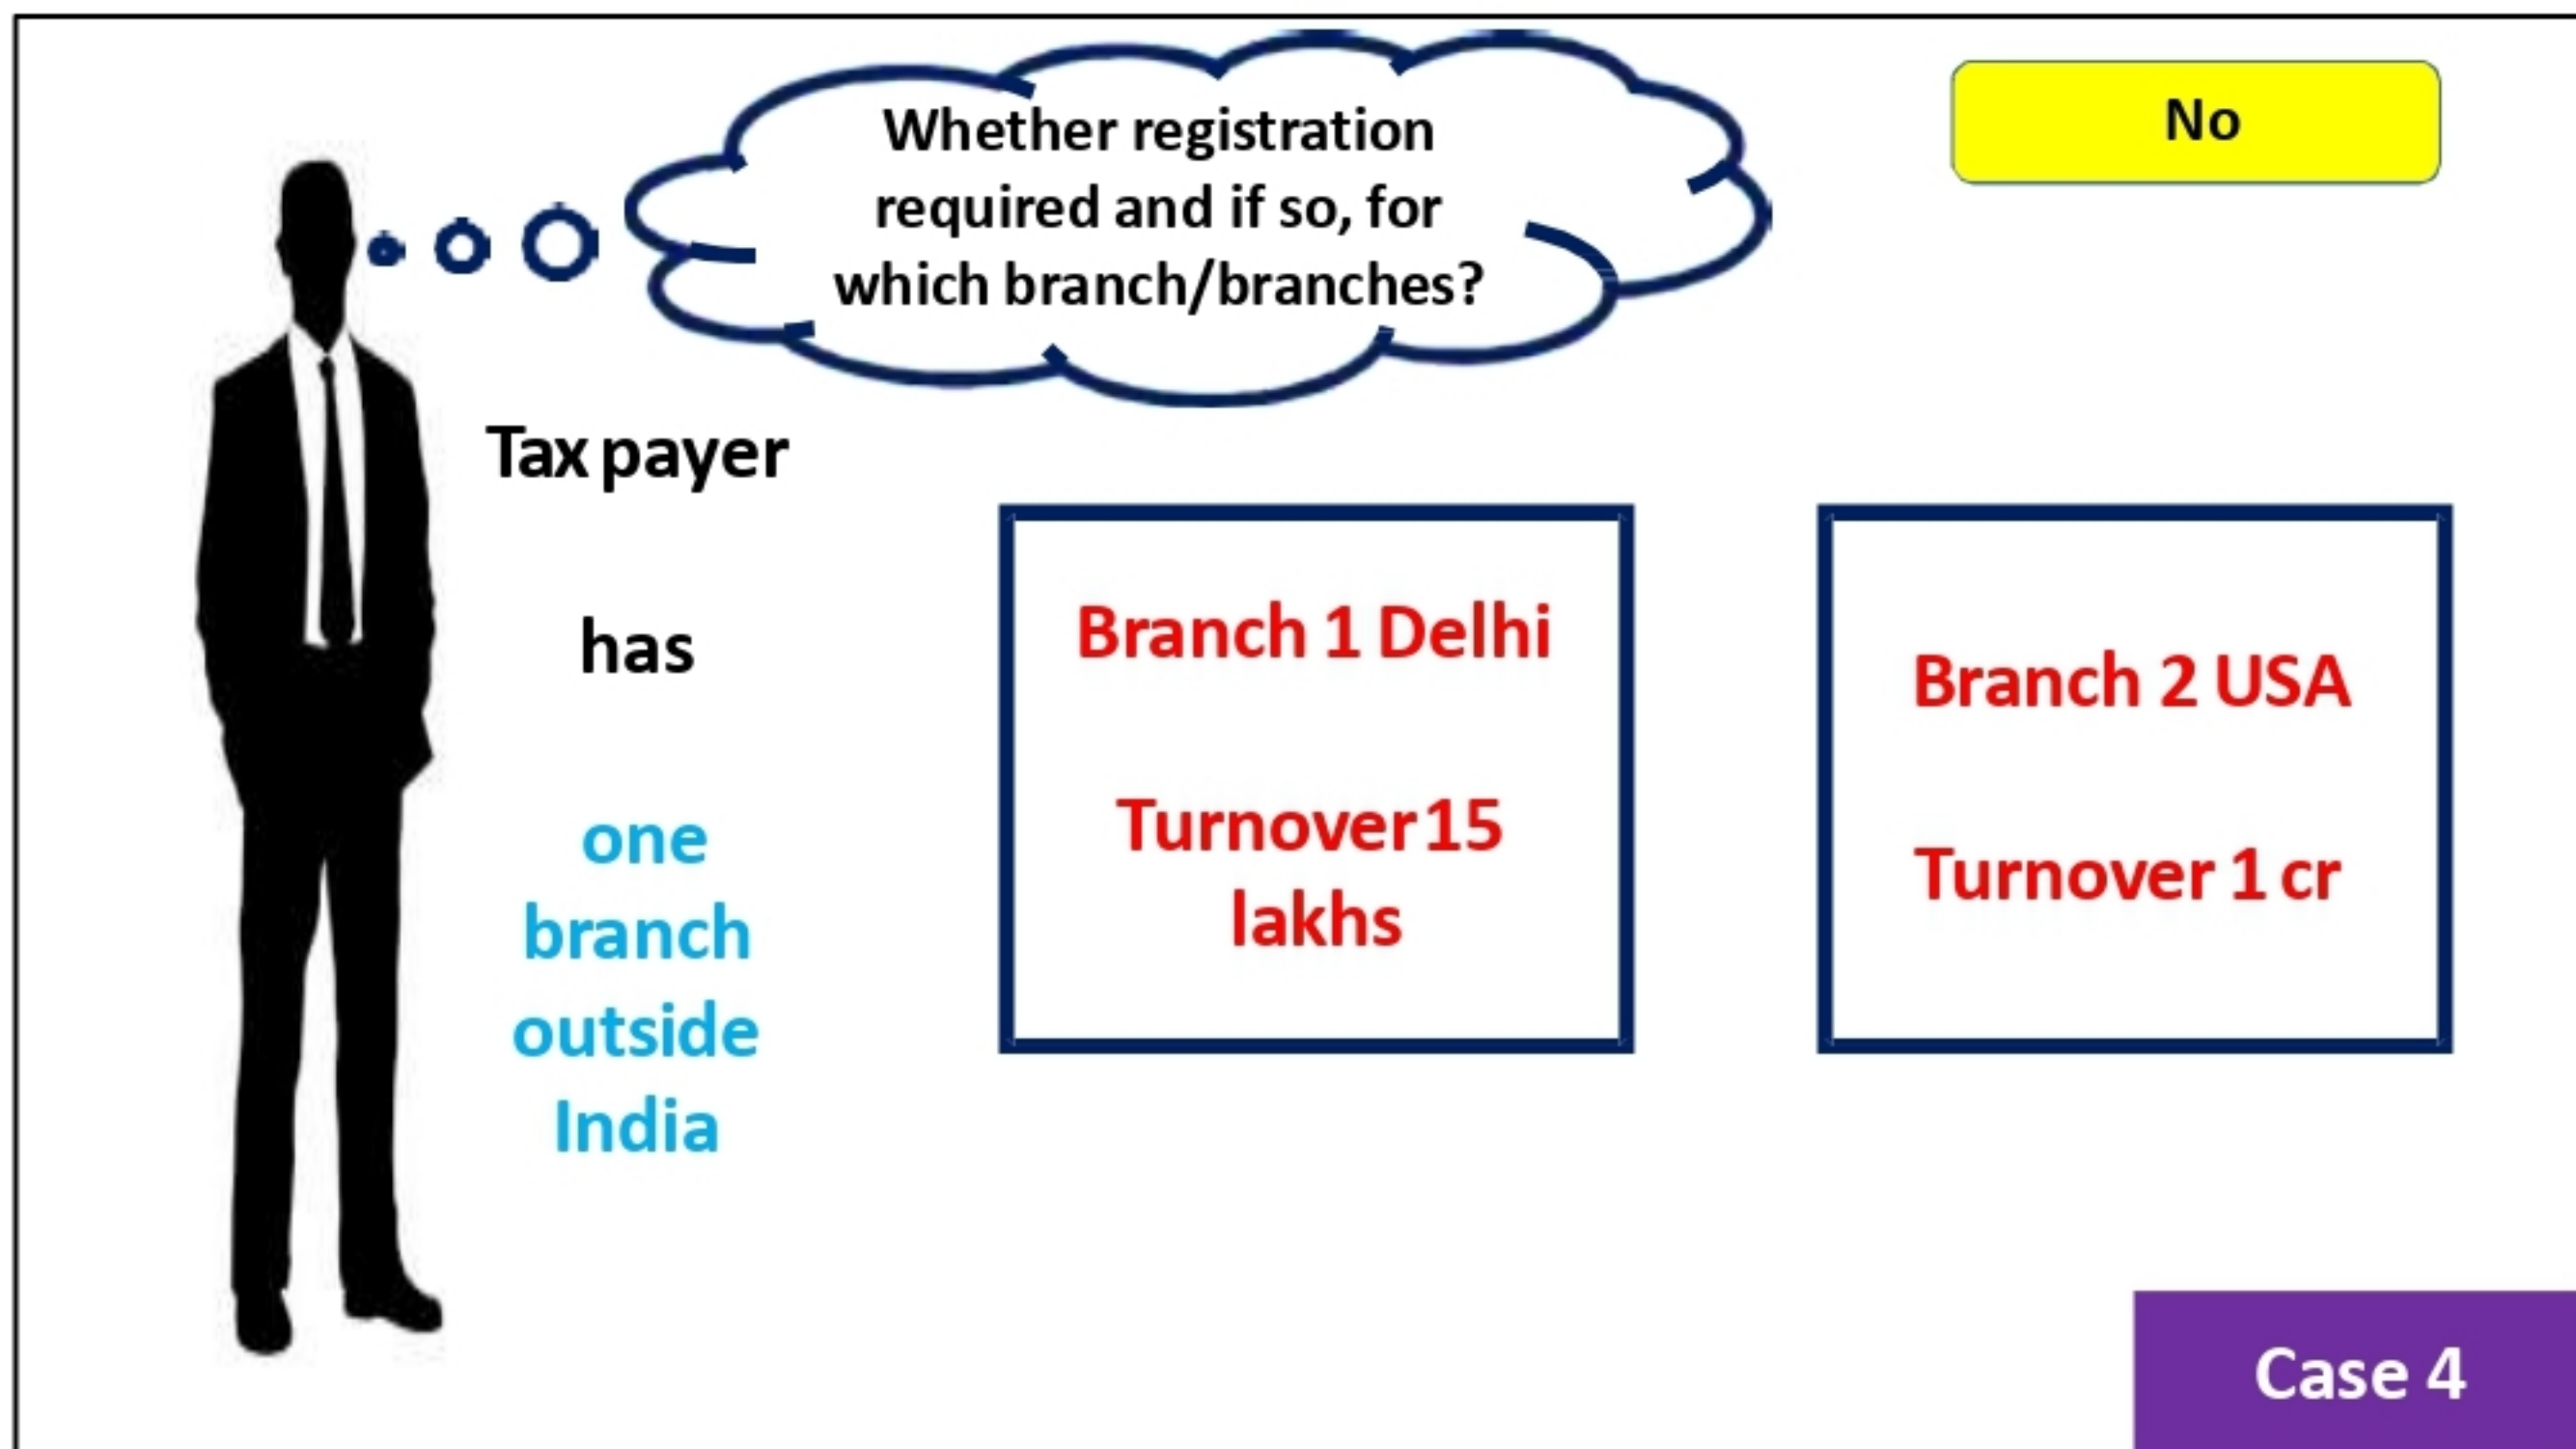 Whether registration
required and if so, for
which branch/branches?
No
Tax payer
has
one
branch
outside
India
Branch 1 Delhi
Turnover 15
lakhs
Branch 2 USA
Turnover 1 cr
Case 4